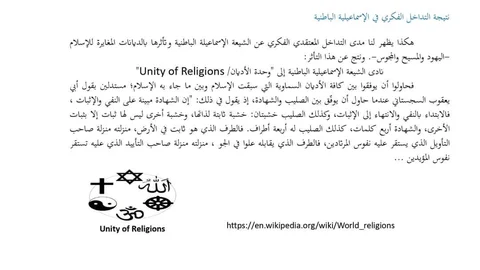 نتيجة التداخل الفكري في الإسماعيلية الباطنية
هكذا يظهر لنا مدى التداخل المعتقدي الفكري عن الشيعة الإسماعيلية الباطنية وتأثرها بالديانات المغايرة للإسلام
-اليهود والمسيح والمجوس-. ونتج عن هذا التأثر:
نادى الشيعة الإسماعيلية الباطنية إلى "وحدة الأديان/ Unity of Religions"
فحاولوا أن يوفقوا بين كافة الأديان السماوية التي سبقت الإسلام وبين ما جاء به الإسلام؛ مستدلين بقول أبي
يعقوب السجستاني عندما حاول أن يوفّق بين الصليب والشهادة، إذ يقول في ذلك: "إن الشهادة مبينة على النفي والإثبات ،
فالابتداء بالنفي والانتهاء إلى الإثبات، وكذلك الصليب خشبتان: خشبة ثابتة لذاتها، وخشبة أخرى ليس لها ثبات إلا بثبات
الأخرى، والشهادة أربع كلمات، كذلك الصليب له أربعة أطراف. فالطرف الذي هو ثابت في الأرض، منزلته منزلة صاحب
التأويل الذي يستقر عليه نفوس المرتادين، فالطرف الذي يقابله علوا في الجو ، منزلته منزلة صاحب التأييد الذي عليه تستقر
نفوس المؤيدين ...
الله
Unity of Religions
https://en.wikipedia.org/wiki/World_religions